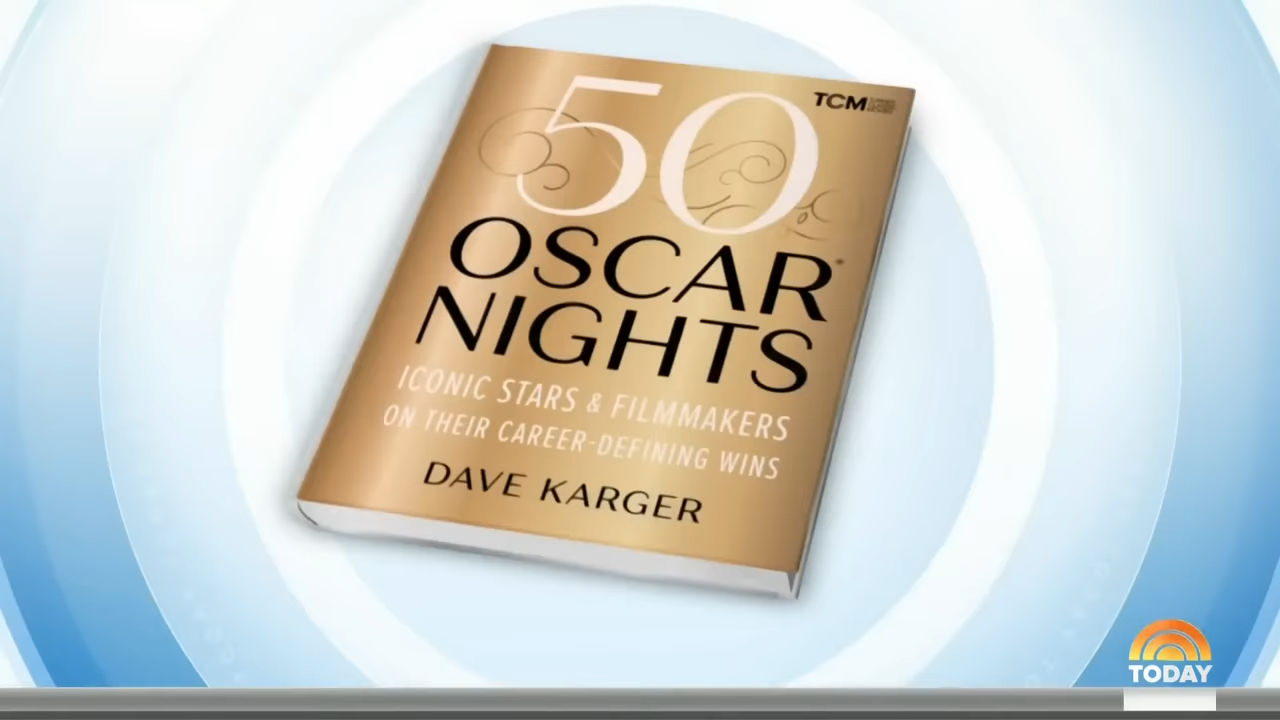 50
TCM
OSCAR
NIGHTS
ICONIC STARS & FILMMAKERS
ON THEIR CAREER-DEFINING WINS
DAVE KARGER
TODAY